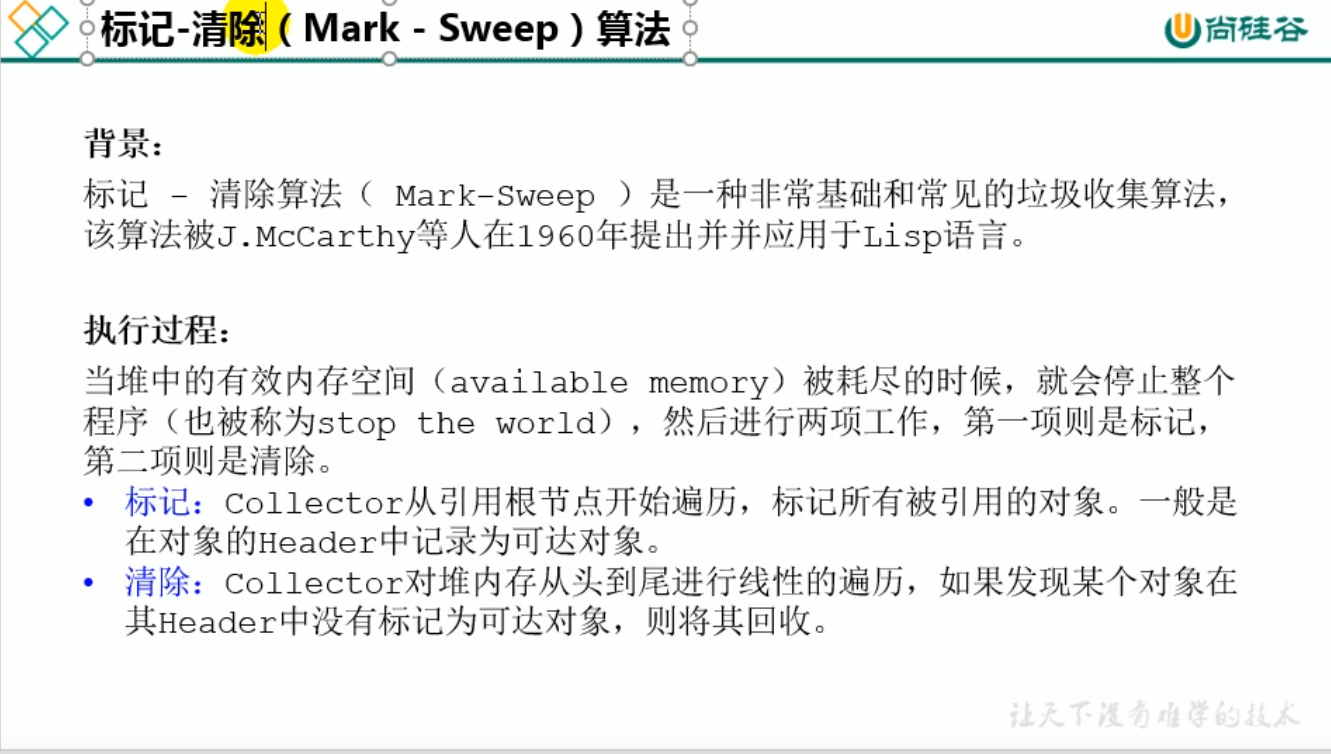 标记-清除（Mark - Sweep）算法
尚硅谷
背景：
标记 - 清除算法（ Mark-Sweep ）是一种非常基础和常见的垃圾收集算法，
该算法被J.McCarthy等人在1960年提出并并应用于Lisp语言。
执行过程：
当堆中的有效内存空间（available memory）被耗尽的时候，就会停止整个
程序（也被称为stop the world），然后进行两项工作，第一项则是标记，
第二项则是清除。
• 标记：Collector从引用根节点开始遍历，标记所有被引用的对象。一般是
在对象的Header中记录为可达对象。
• 清除：Collector对堆内存从头到尾进行线性的遍历，如果发现某个对象在
其Header中没有标记为可达对象，则将其回收。
让天下没有难学的技术